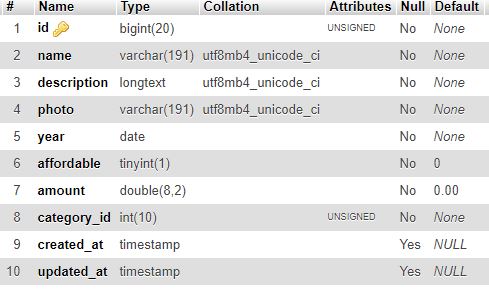 # Name Type Collation Attributes Null Default
1 id bigint(20) UNSIGNED No None
2 name varchar(191) utf8mb4_unicode_ci No None
3 description longtext utf8mb4_unicode_ci No None
4 photo varchar(191) utf8mb4_unicode_ci No None
5 year date No None
6 affordable tinyint(1) No 0
7 amount double(8,2) No 0.00
8 category_id int(10) UNSIGNED No None
9 created_at timestamp Yes NULL
10 updated_at timestamp Yes NULL